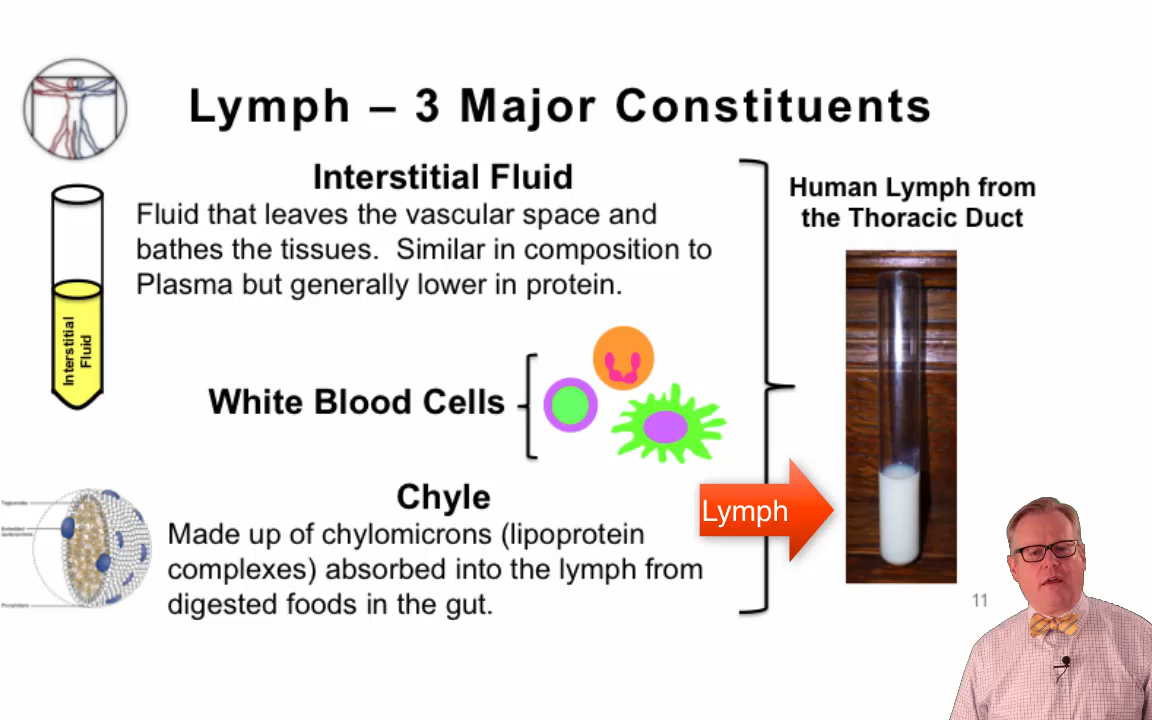 Lymph – 3 Major Constituents
Interstitial Fluid
Fluid that leaves the vascular space and
bathes the tissues.  Similar in composition to
Plasma but generally lower in protein.
Interstitial
Fluid
White Blood Cells
Chyle
Made up of chylomicrons (lipoprotein
complexes) absorbed into the lymph from
digested foods in the gut.
Human Lymph from
the Thoracic Duct
Lymph
11